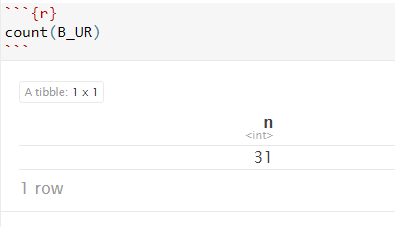 ```{r}
count(B_UR)
```
A tibble: 1 x 1
n
<int>
31
1 row